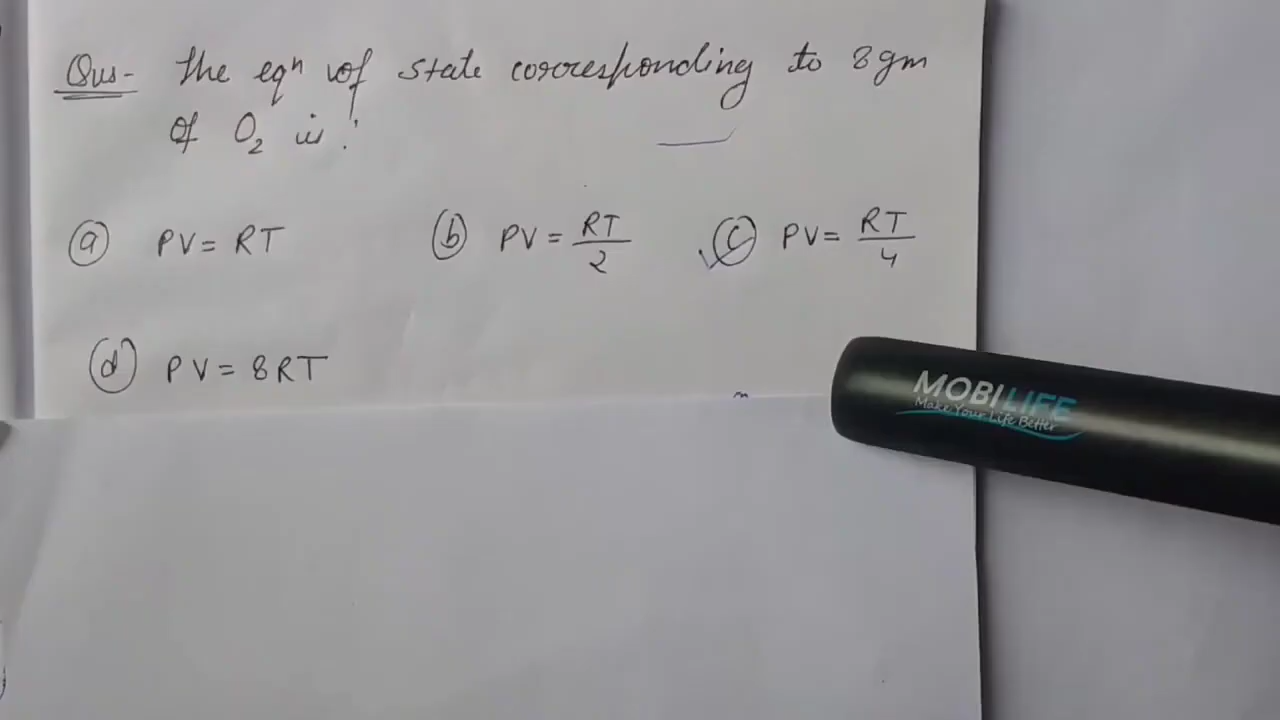 Qus- The eqn of state corresponding to 8gm
of O2 is :
(a) PV = RT (b) PV = RT/2 (c) PV = RT/4
(d) PV = 8RT
MOBILIFE
Make Your Life Better